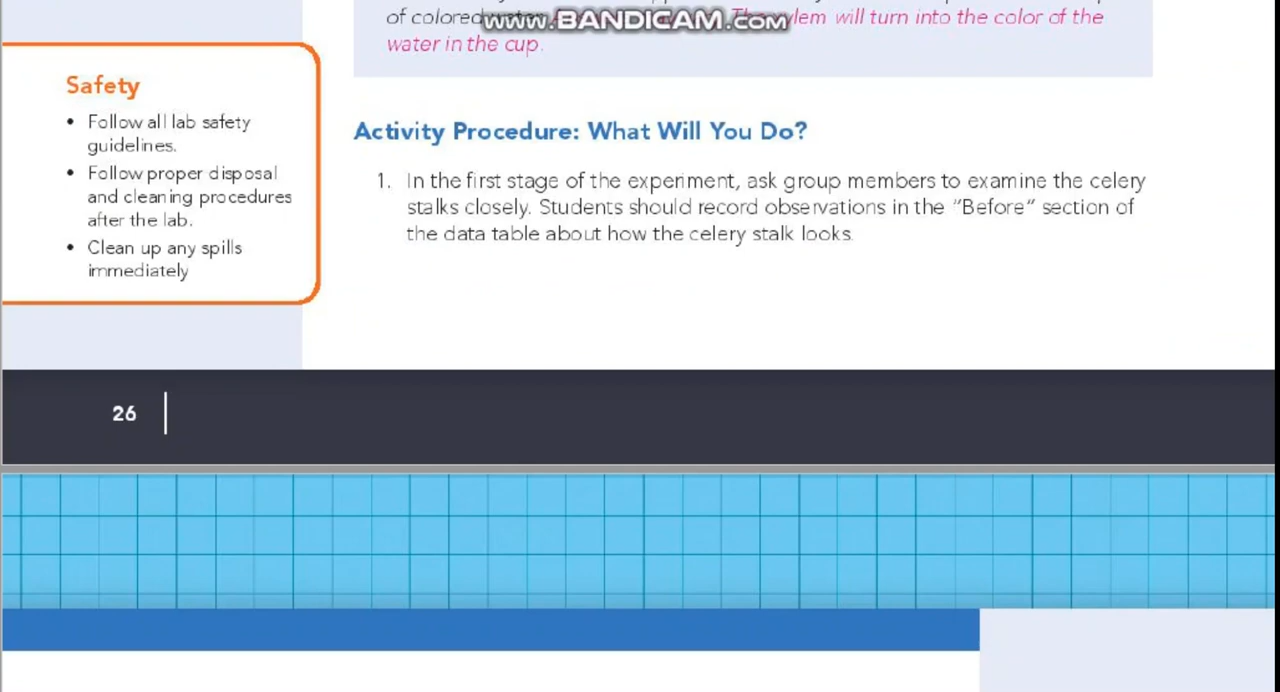 of colored
www.BANDICAM.com
will turn into the color of the
water in the cup.
Safety
• Follow all lab safety
guidelines.
• Follow proper disposal
and cleaning procedures
after the lab.
• Clean up any spills
immediately
Activity Procedure: What Will You Do?
1. In the first stage of the experiment, ask group members to examine the celery
stalks closely. Students should record observations in the “Before” section of
the data table about how the celery stalk looks.
26